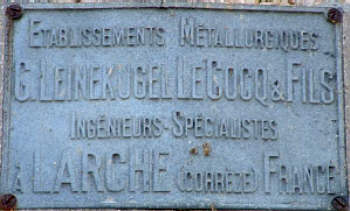 ETABLISSEMENTS MÉTALLURGIQUES
G. LEINEKUGEL LE COCQ & FILS
INGÉNIEURS-SPÉCIALISTES
À LARCHE (CORRÈZE) FRANCE